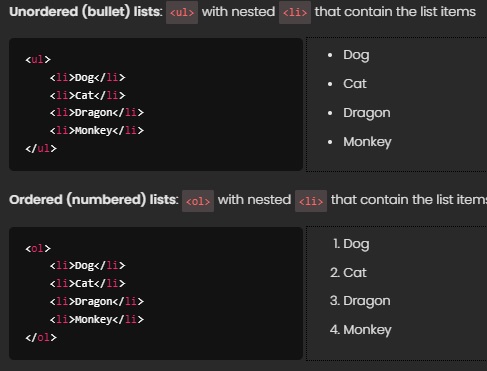 Unordered (bullet) lists: <ul> with nested <li> that contain the list items
<ul>
    <li>Dog</li>
    <li>Cat</li>
    <li>Dragon</li>
    <li>Monkey</li>
</ul>
• Dog
• Cat
• Dragon
• Monkey
Ordered (numbered) lists: <ol> with nested <li> that contain the list items
<ol>
    <li>Dog</li>
    <li>Cat</li>
    <li>Dragon</li>
    <li>Monkey</li>
</ol>
1. Dog
2. Cat
3. Dragon
4. Monkey